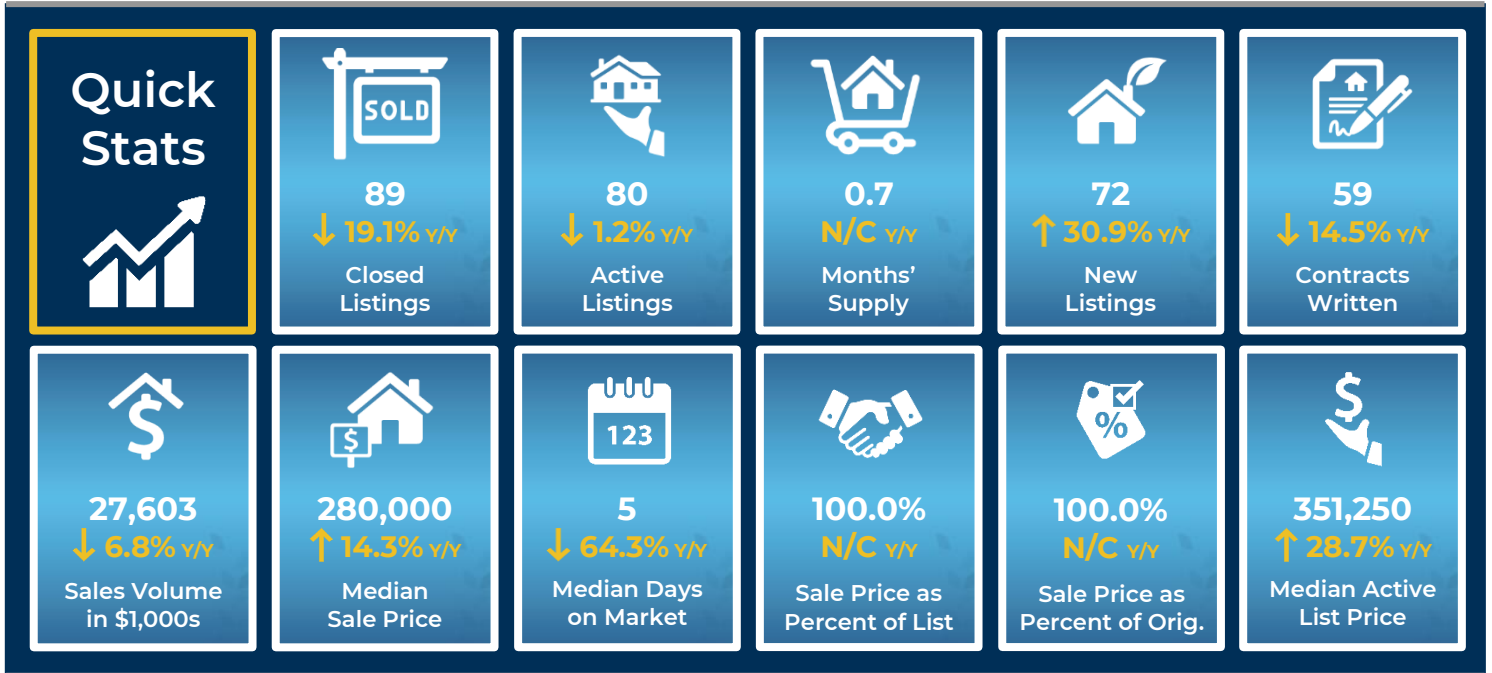 Quick
Stats
SOLD
89
↓ 19.1% Y/Y
Closed
Listings
80
↓ 1.2% Y/Y
Active
Listings
0.7
N/C Y/Y
Months’
Supply
72
↑ 30.9% Y/Y
New
Listings
59
↓ 14.5% Y/Y
Contracts
Written
$
27,603
↓ 6.8% Y/Y
Sales Volume
in $1,000s
$
280,000
↑ 14.3% Y/Y
Median
Sale Price
123
5
↓ 64.3% Y/Y
Median Days
on Market
100.0%
N/C Y/Y
Sale Price as
Percent of List
%
100.0%
N/C Y/Y
Sale Price as
Percent of Orig.
$
351,250
↑ 28.7% Y/Y
Median Active
List Price